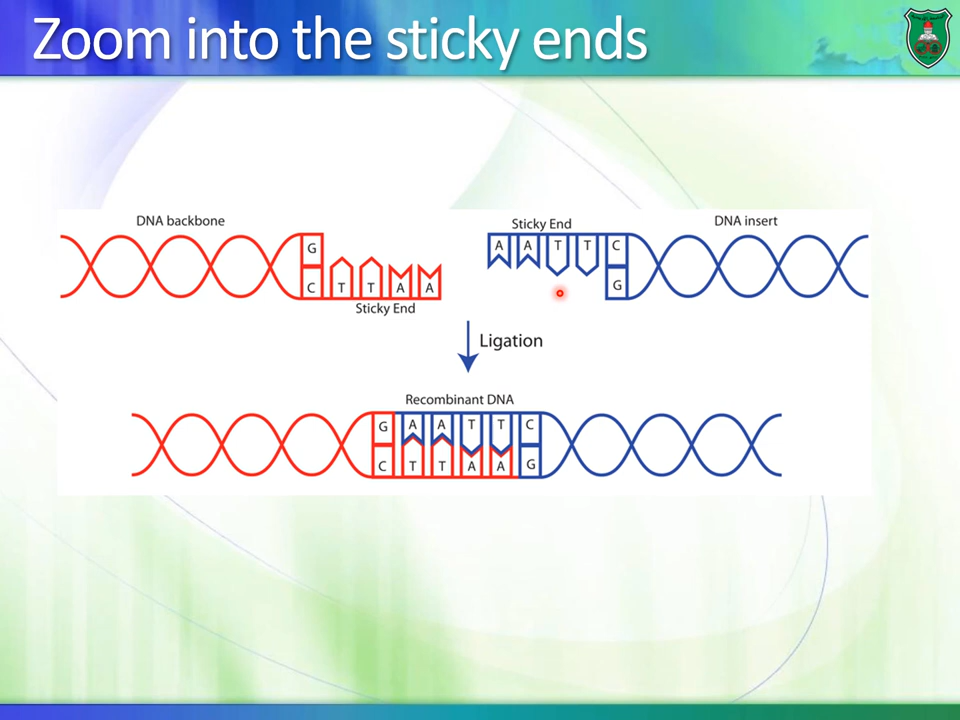 Zoom into the sticky ends
DNA backbone
Sticky End
DNA insert
G
A A T T C
C T T A A
G
Sticky End
Ligation
Recombinant DNA
G A A T T C
C T T A A G